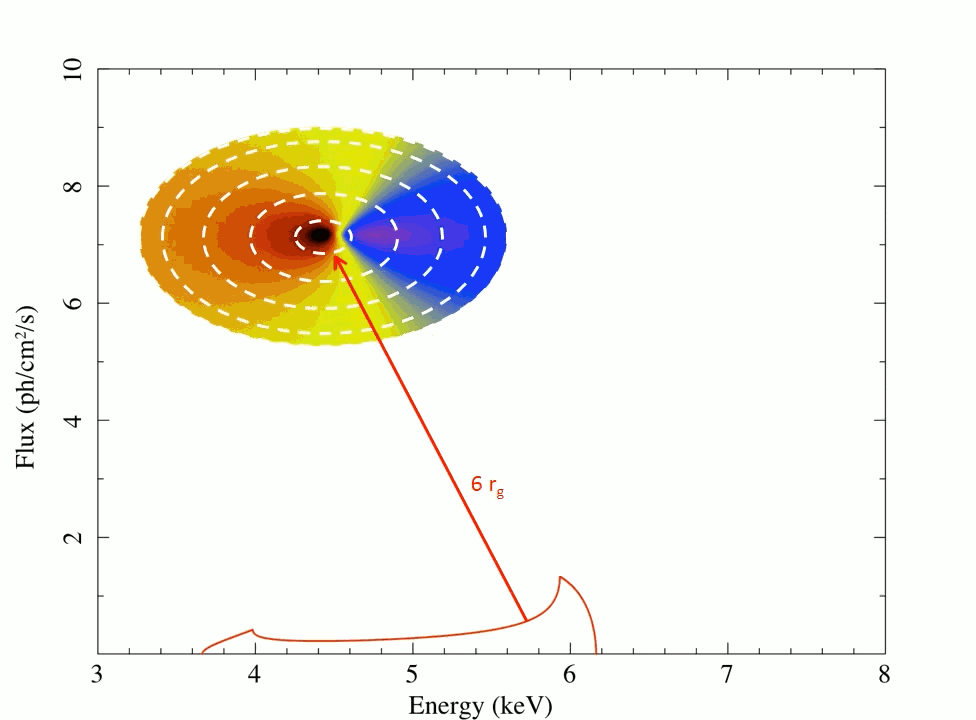 10
8
6
4
2
Flux (ph/cm²/s)
6 r_g
3 4 5 6 7 8
Energy (keV)